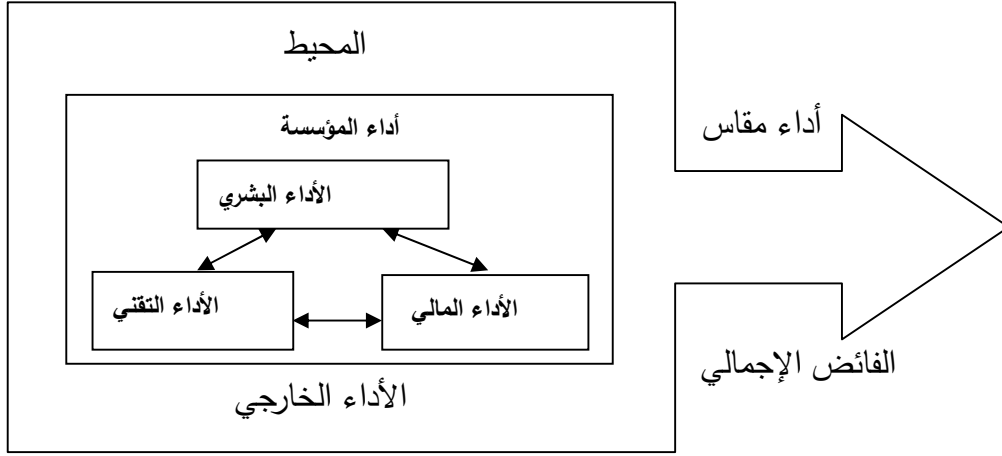 المحيط
أداء مقاس
أداء المؤسسة
الأداء البشري
الأداء المالي
الأداء التقني
الفائض الإجمالي
الأداء الخارجي